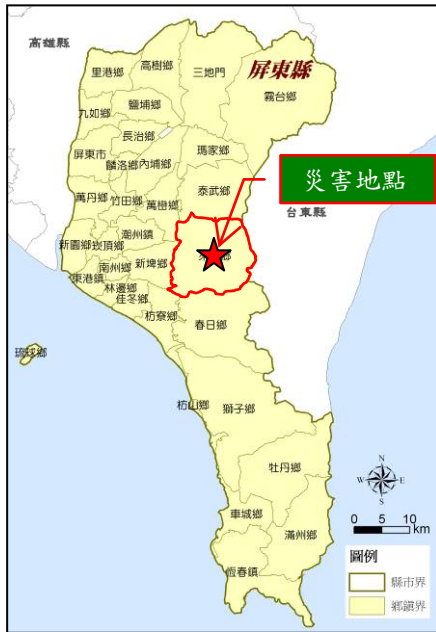 高雄縣
屏東縣
里港鄉
高樹鄉
三地門
霧台鄉
九如鄉
鹽埔鄉
長治鄉
屏東市
麟洛鄉
內埔鄉
瑪家鄉
萬丹鄉
竹田鄉
萬巒鄉
泰武鄉
災害地點
台東縣
潮州鎮
新園鄉
崁頂鄉
南州鄉
新埤鄉
東港鎮
林邊鄉
佳冬鄉
枋寮鄉
春日鄉
琉球鄉
枋山鄉
獅子鄉
牡丹鄉
車城鄉
滿州鄉
恆春鎮
N
W
E
S
0 5 10
km
圖例
縣市界
鄉鎮界